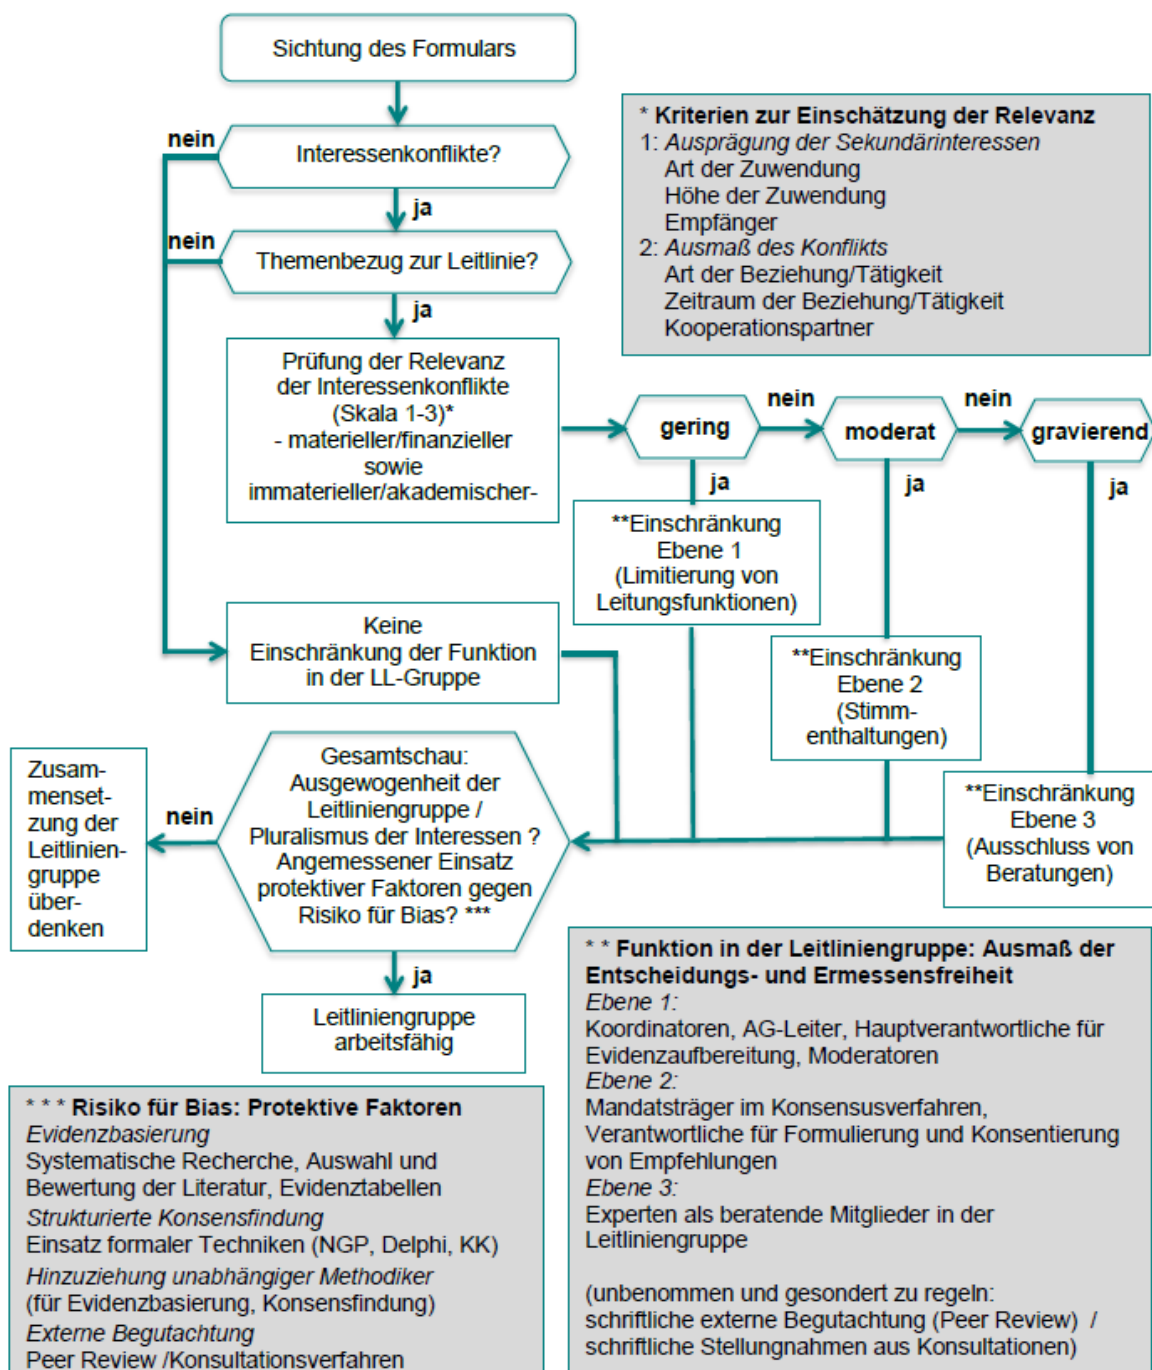 Sichtung des Formulars
nein
Interessenkonflikte?
ja
nein
Themenbezug zur Leitlinie?
ja
* Kriterien zur Einschätzung der Relevanz
1: Ausprägung der Sekundärinteressen
Art der Zuwendung
Höhe der Zuwendung
Empfänger
2: Ausmaß des Konflikts
Art der Beziehung/Tätigkeit
Zeitraum der Beziehung/Tätigkeit
Kooperationspartner
Prüfung der Relevanz
der Interessenkonflikte
(Skala 1-3)*
- materieller/finanzieller
sowie
immaterieller/akademischer-
gering
nein
moderat
nein
gravierend
ja
ja
ja
**Einschränkung
Ebene 1
(Limitierung von
Leitungsfunktionen)
Keine
Einschränkung der Funktion
in der LL-Gruppe
**Einschränkung
Ebene 2
(Stimm-
enthaltungen)
**Einschränkung
Ebene 3
(Ausschluss von
Beratungen)
Gesamtschau:
Ausgewogenheit der
Leitliniengruppe /
Pluralismus der Interessen ?
Angemessener Einsatz
protektiver Faktoren gegen
Risiko für Bias? ***
nein
Zusam-
menset-
zung der
Leitlinien-
gruppe
über-
denken
ja
Leitliniengruppe
arbeitsfähig
* * Funktion in der Leitliniengruppe: Ausmaß der
Entscheidungs- und Ermessensfreiheit
Ebene 1:
Koordinatoren, AG-Leiter, Hauptverantwortliche für
Evidenzaufbereitung, Moderatoren
Ebene 2:
Mandatsträger im Konsensusverfahren,
Verantwortliche für Formulierung und Konsentierung
von Empfehlungen
Ebene 3:
Experten als beratende Mitglieder in der
Leitliniengruppe
(unbenommen und gesondert zu regeln:
schriftliche externe Begutachtung (Peer Review) /
schriftliche Stellungnahmen aus Konsultationen)
* * * Risiko für Bias: Protektive Faktoren
Evidenzbasierung
Systematische Recherche, Auswahl und
Bewertung der Literatur, Evidenztabellen
Strukturierte Konsensfindung
Einsatz formaler Techniken (NGP, Delphi, KK)
Hinzuziehung unabhängiger Methodiker
(für Evidenzbasierung, Konsensfindung)
Externe Begutachtung
Peer Review /Konsultationsverfahren